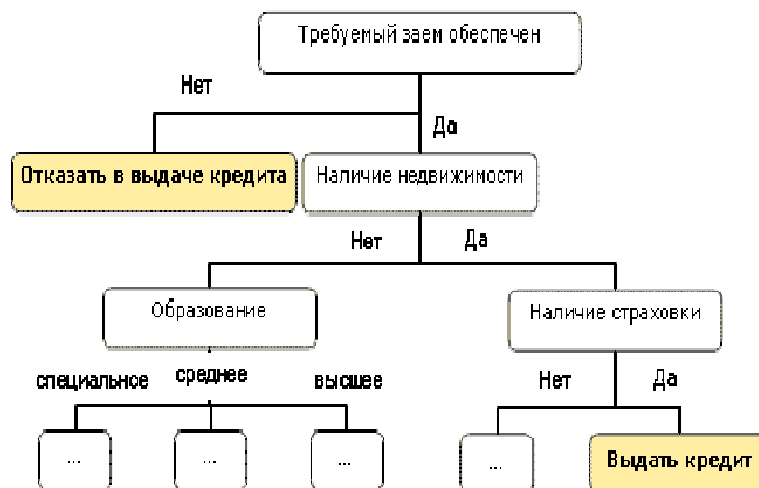 Требуемый заем обеспечен
Нет
Да
Отказать в выдаче кредита
Наличие недвижимости
Нет
Да
Образование
Наличие страховки
специальное
среднее
высшее
Нет
Да
...
...
...
...
Выдать кредит